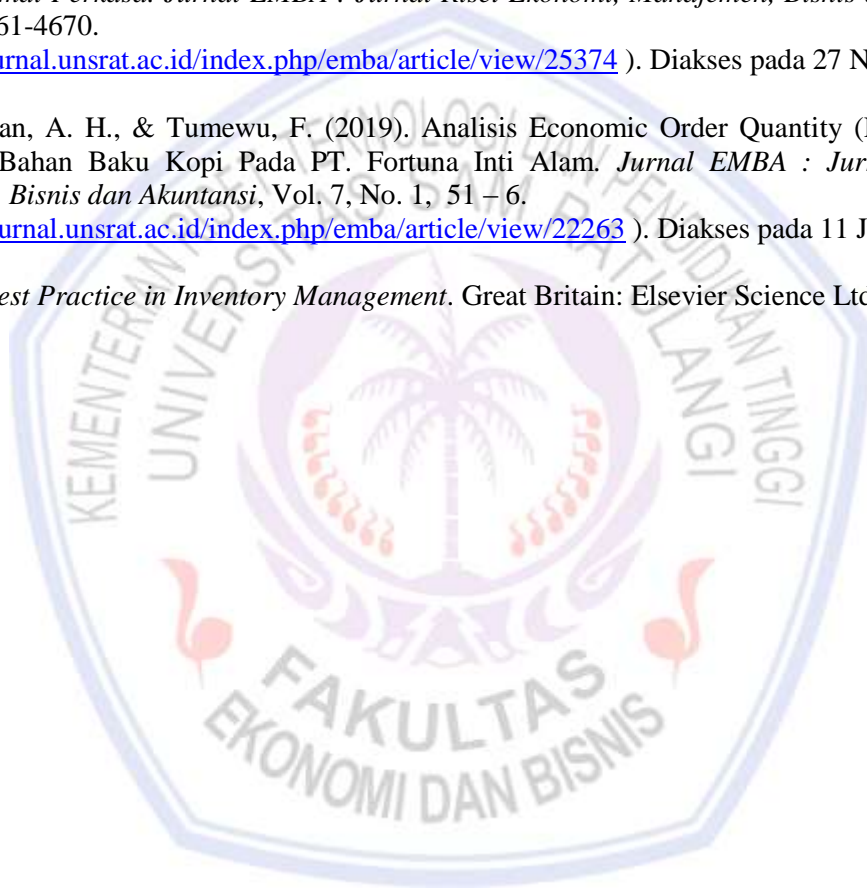 Perkasa. Jurnal EMBA : Jurnal Riset Ekonomi, Manajemen, Bisnis
61-4670.
urnal.unsrat.ac.id/index.php/emba/article/view/25374 ). Diakses pada 27 N
an, A. H., & Tumewu, F. (2019). Analisis Economic Order Quantity (
Bahan Baku Kopi Pada PT. Fortuna Inti Alam. Jurnal EMBA : Jur
Bisnis dan Akuntansi, Vol. 7, No. 1, 51 – 6.
urnal.unsrat.ac.id/index.php/emba/article/view/22263 ). Diakses pada 11 J
est Practice in Inventory Management. Great Britain: Elsevier Science Ltd
KEMENTERIAN RISET TEKNOLOGI DAN PENDIDIKAN TINGGI
UNIVERSITAS SAM RATULANGI
FAKULTAS
EKONOMI DAN BISNIS